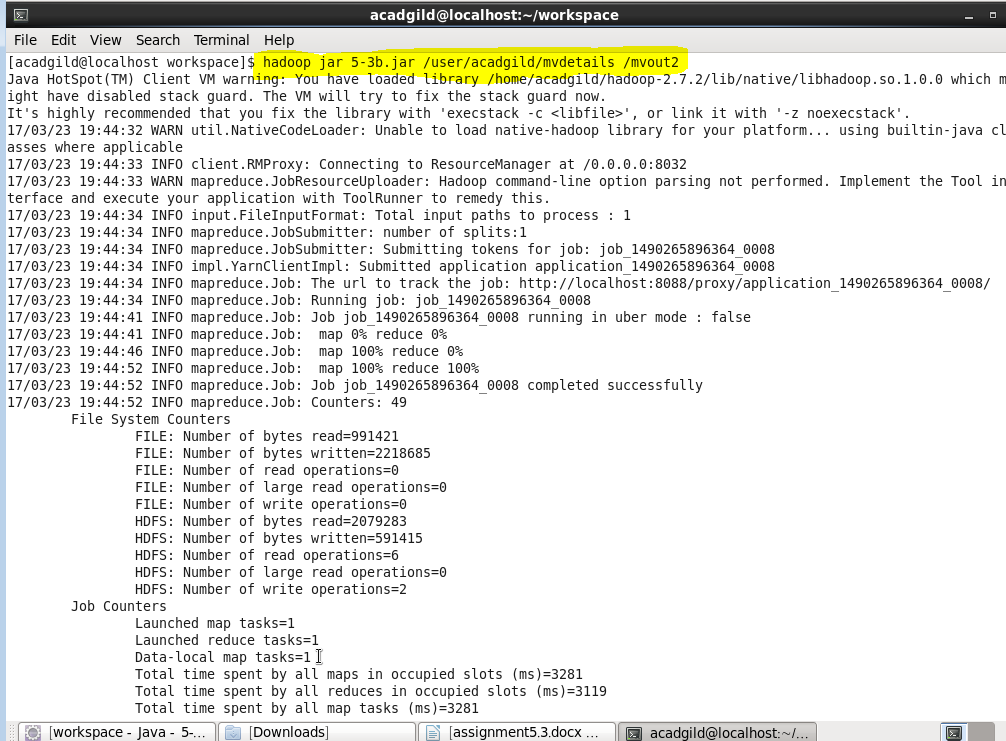 acadgild@localhost:~/workspace
File Edit View Search Terminal Help
[acadgild@localhost workspace]$ hadoop jar 5-3b.jar /user/acadgild/mvdetails /mvout2
Java HotSpot(TM) Client VM warning: You have loaded library /home/acadgild/hadoop-2.7.2/lib/native/libhadoop.so.1.0.0 which m
ight have disabled stack guard. The VM will try to fix the stack guard now.
It's highly recommended that you fix the library with 'execstack -c <libfile>', or link it with '-z noexecstack'.
17/03/23 19:44:32 WARN util.NativeCodeLoader: Unable to load native-hadoop library for your platform... using builtin-java cl
asses where applicable
17/03/23 19:44:33 INFO client.RMProxy: Connecting to ResourceManager at /0.0.0.0:8032
17/03/23 19:44:33 WARN mapreduce.JobResourceUploader: Hadoop command-line option parsing not performed. Implement the Tool in
terface and execute your application with ToolRunner to remedy this.
17/03/23 19:44:34 INFO input.FileInputFormat: Total input paths to process : 1
17/03/23 19:44:34 INFO mapreduce.JobSubmitter: number of splits:1
17/03/23 19:44:34 INFO mapreduce.JobSubmitter: Submitting tokens for job: job_1490265896364_0008
17/03/23 19:44:34 INFO impl.YarnClientImpl: Submitted application application_1490265896364_0008
17/03/23 19:44:34 INFO mapreduce.Job: The url to track the job: http://localhost:8088/proxy/application_1490265896364_0008/
17/03/23 19:44:34 INFO mapreduce.Job: Running job: job_1490265896364_0008
17/03/23 19:44:41 INFO mapreduce.Job: Job job_1490265896364_0008 running in uber mode : false
17/03/23 19:44:41 INFO mapreduce.Job:  map 0% reduce 0%
17/03/23 19:44:46 INFO mapreduce.Job:  map 100% reduce 0%
17/03/23 19:44:52 INFO mapreduce.Job:  map 100% reduce 100%
17/03/23 19:44:52 INFO mapreduce.Job: Job job_1490265896364_0008 completed successfully
17/03/23 19:44:52 INFO mapreduce.Job: Counters: 49
File System Counters
FILE: Number of bytes read=991421
FILE: Number of bytes written=2218685
FILE: Number of read operations=0
FILE: Number of large read operations=0
FILE: Number of write operations=0
HDFS: Number of bytes read=2079283
HDFS: Number of bytes written=591415
HDFS: Number of read operations=6
HDFS: Number of large read operations=0
HDFS: Number of write operations=2
Job Counters
Launched map tasks=1
Launched reduce tasks=1
Data-local map tasks=1
Total time spent by all maps in occupied slots (ms)=3281
Total time spent by all reduces in occupied slots (ms)=3119
Total time spent by all map tasks (ms)=3281
[workspace - Java - 5-... [Downloads] [assignment5.3.docx ... acadgild@localhost:~/...